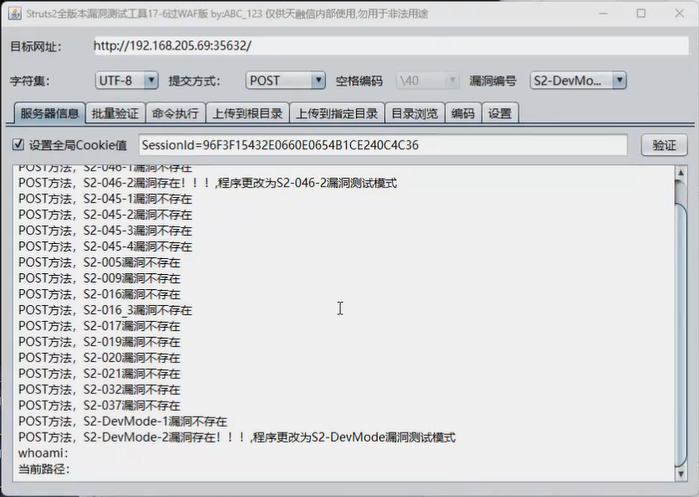 Struts2全版本漏洞测试工具17-6过WAF版 by:ABC_123 仅供天融信内部使用,勿用于非法用途
目标网址： http://192.168.205.69:35632/
字符集： UTF-8 提交方式： POST 空格编码 \40 漏洞编号 S2-DevMo...
服务器信息 批量验证 命令执行 上传到根目录 上传到指定目录 目录浏览 编码 设置
设置全局Cookie值 SessionId=96F3F15432E0660E0654B1CE240C4C36 验证
POST方法，S2-046-1漏洞不存在
POST方法，S2-046-2漏洞存在！！！,程序更改为S2-046-2漏洞测试模式
POST方法，S2-045-1漏洞不存在
POST方法，S2-045-2漏洞不存在
POST方法，S2-045-3漏洞不存在
POST方法，S2-045-4漏洞不存在
POST方法，S2-005漏洞不存在
POST方法，S2-009漏洞不存在
POST方法，S2-016漏洞不存在
POST方法，S2-016_3漏洞不存在
POST方法，S2-017漏洞不存在
POST方法，S2-019漏洞不存在
POST方法，S2-020漏洞不存在
POST方法，S2-021漏洞不存在
POST方法，S2-032漏洞不存在
POST方法，S2-037漏洞不存在
POST方法，S2-DevMode-1漏洞不存在
POST方法，S2-DevMode-2漏洞存在！！！,程序更改为S2-DevMode漏洞测试模式
whoami：
当前路径：